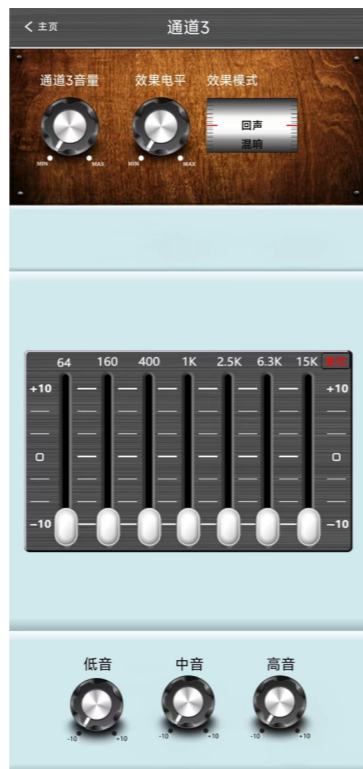 < 主页
通道3
通道3音量 效果电平 效果模式
回声
混响
MIN MAX MIN MAX
64 160 400 1K 2.5K 6.3K 15K
+10 +10
0 0
-10 -10
低音 中音 高音
-10 +10 -10 +10 -10 +10